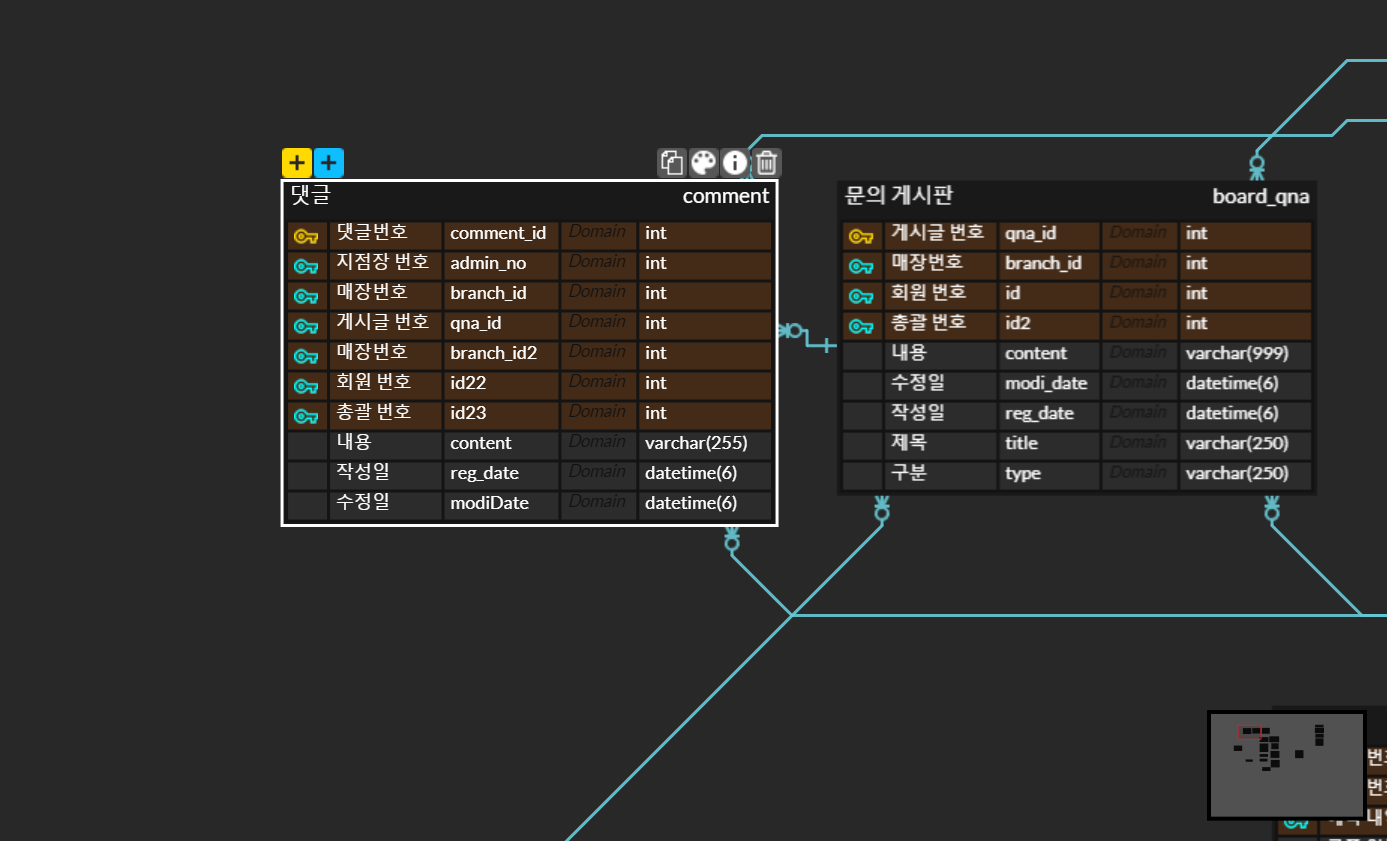 댓글 comment
댓글번호 comment_id Domain int
지점장 번호 admin_no Domain int
매장번호 branch_id Domain int
게시글 번호 qna_id Domain int
매장번호 branch_id2 Domain int
회원 번호 id22 Domain int
총괄 번호 id23 Domain int
내용 content Domain varchar(255)
작성일 reg_date Domain datetime(6)
수정일 modiDate Domain datetime(6)
문의 게시판 board_qna
게시글 번호 qna_id Domain int
매장번호 branch_id Domain int
회원 번호 id Domain int
총괄 번호 id2 Domain int
내용 content Domain varchar(999)
수정일 modi_date Domain datetime(6)
작성일 reg_date Domain datetime(6)
제목 title Domain varchar(250)
구분 type Domain varchar(250)